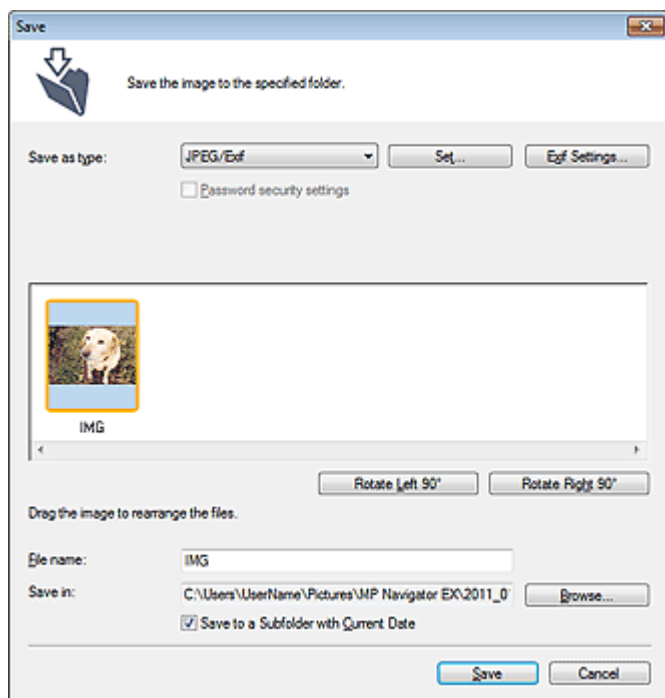 Save
Save the image to the specified folder.
Save as type: JPEG/Exif Set... Exif Settings...
Password security settings
IMG
Rotate Left 90° Rotate Right 90°
Drag the image to rearrange the files.
File name: IMG
Save in: C:\Users\UserName\Pictures\MP Navigator EX\2011_0 Browse...
Save to a Subfolder with Current Date
Save Cancel